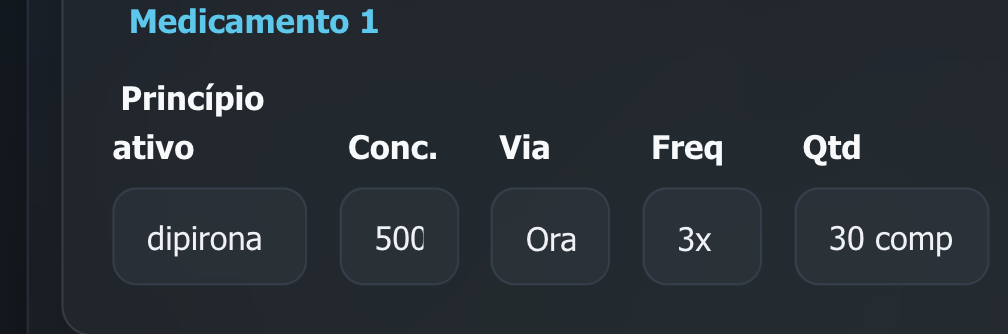 Medicamento 1
Princípio
ativo Conc. Via Freq Qtd
dipirona 500 Ora 3x 30 comp